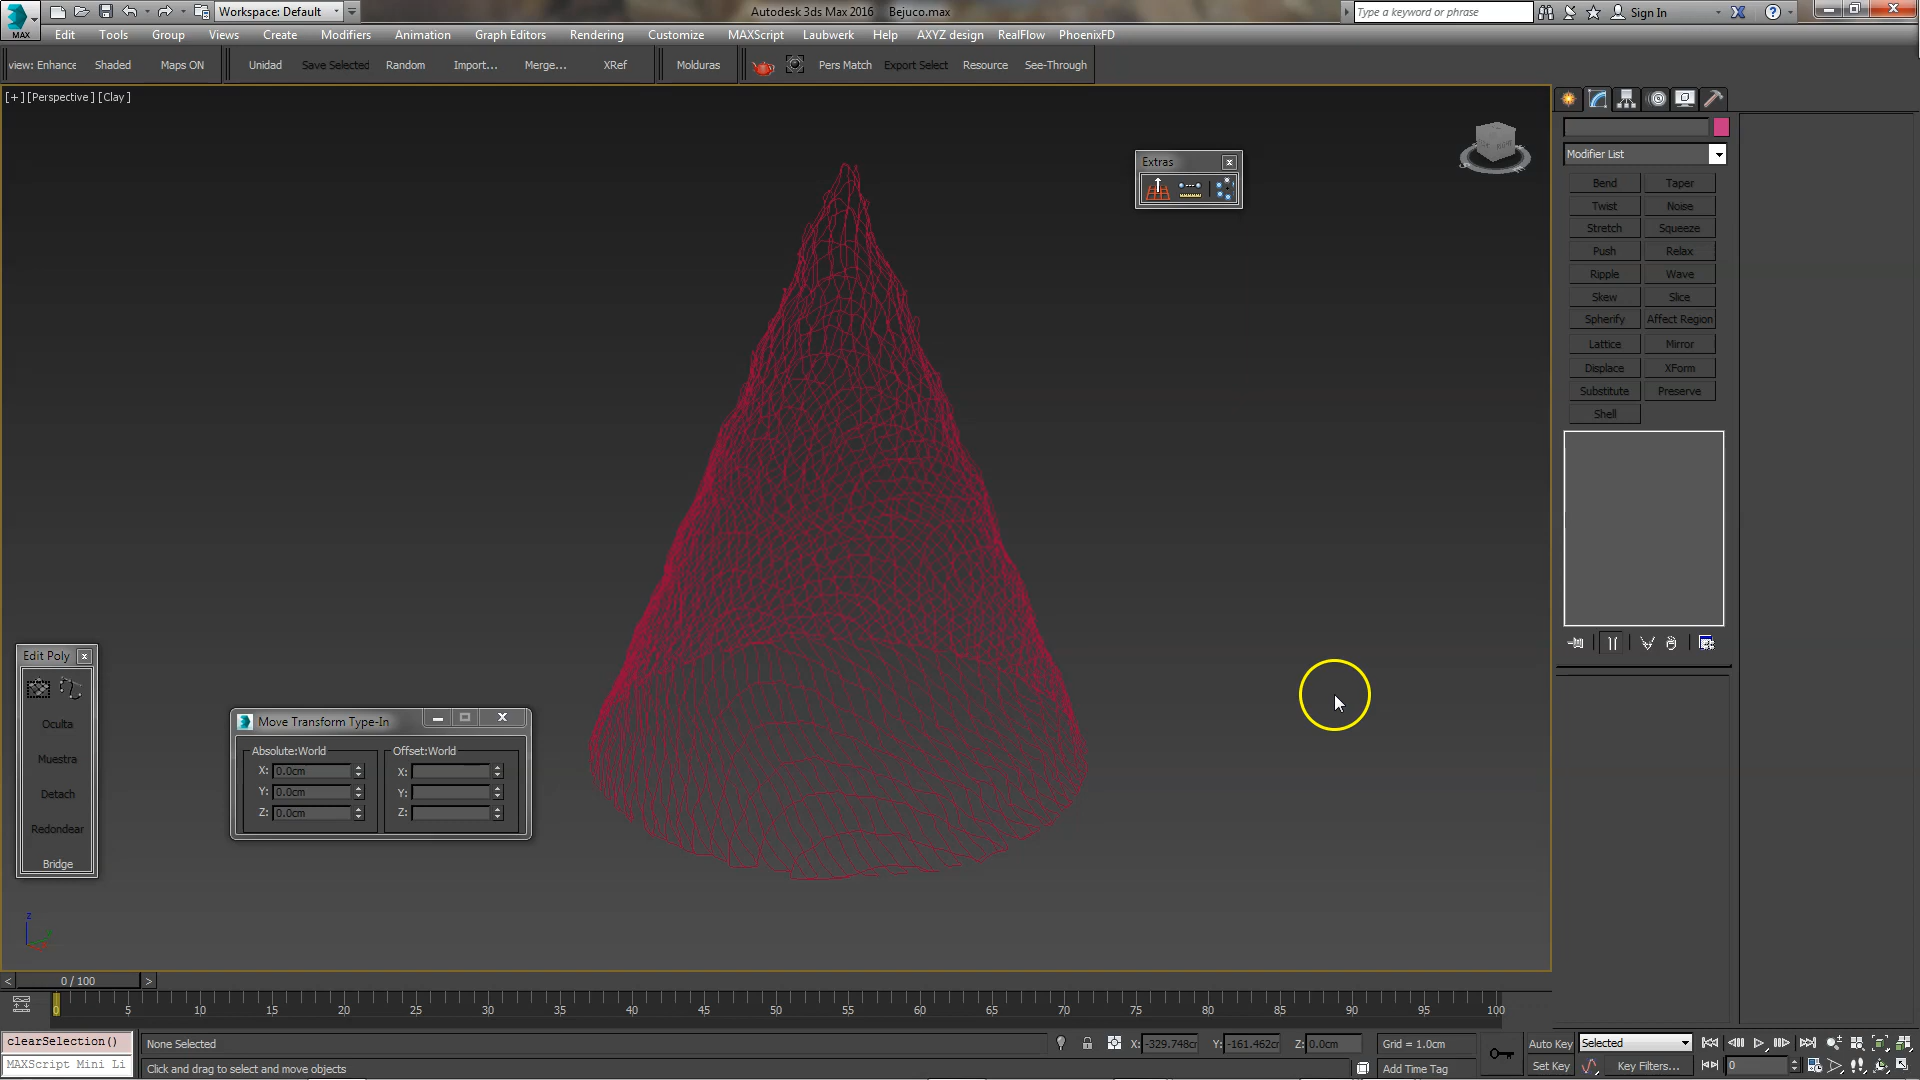 Workspace: Default
Autodesk 3ds Max 2016 Bejuco.max
Type a keyword or phrase
Sign In
MAX
Edit Tools Group Views Create Modifiers Animation Graph Editors Rendering Customize MAXScript Laubwerk Help AXYZ design RealFlow PhoenixFD
view: Enhance Shaded Maps ON Unidad Save Selected Random Import... Merge... XRef Molduras Pers Match Export Select Resource See-Through
[+] [Perspective] [Clay]
Extras
Modifier List
Bend Taper
Twist Noise
Stretch Squeeze
Push Relax
Ripple Wave
Skew Slice
Spherify Affect Region
Lattice Mirror
Displace XForm
Substitute Preserve
Shell
Edit Poly
Oculta
Muestra
Detach
Redondear
Bridge
Move Transform Type-In
Absolute:World Offset:World
X: 0.0cm X:
Y: 0.0cm Y:
Z: 0.0cm Z:
z
0 / 100
0 5 10 15 20 25 30 35 40 45 50 55 60 65 70 75 80 85 90 95 100
clearSelection() None Selected X: -329.748cr Y: -161.462cr Z: 0.0cm Grid = 1.0cm Auto Key Selected
MAXScript Mini Li Click and drag to select and move objects Add Time Tag Set Key Key Filters... 0